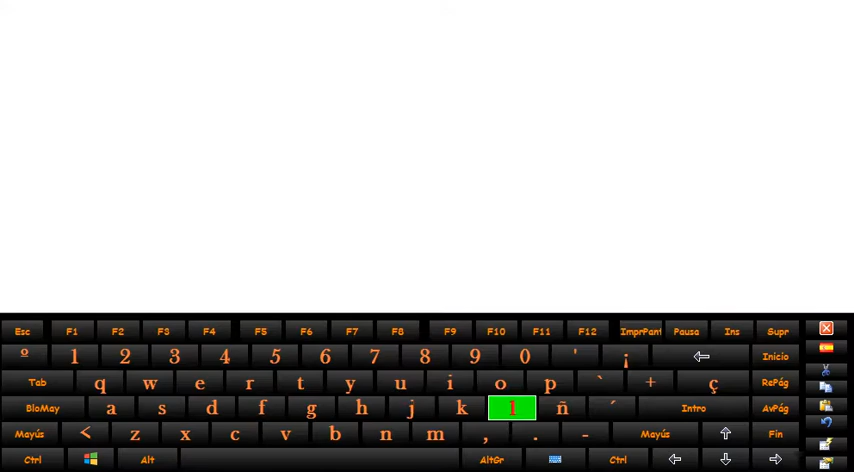 Esc F1 F2 F3 F4 F5 F6 F7 F8 F9 F10 F11 F12 ImprPant Pausa Ins Supr
º 1 2 3 4 5 6 7 8 9 0 ' ¡ Inicio
Tab q w e r t y u i o p ` + ç RePág
BloMay a s d f g h j k l ñ ´ Intro AvPág
Mayús < z x c v b n m , . - Mayús Fin
Ctrl Alt AltGr Ctrl